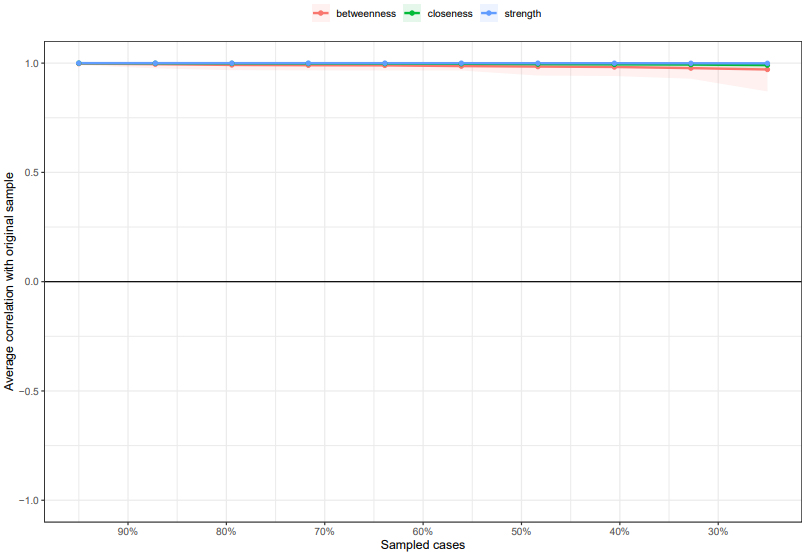 betweenness closeness strength
1.0
0.5
0.0
−0.5
−1.0
Average correlation with original sample
90% 80% 70% 60% 50% 40% 30%
Sampled cases